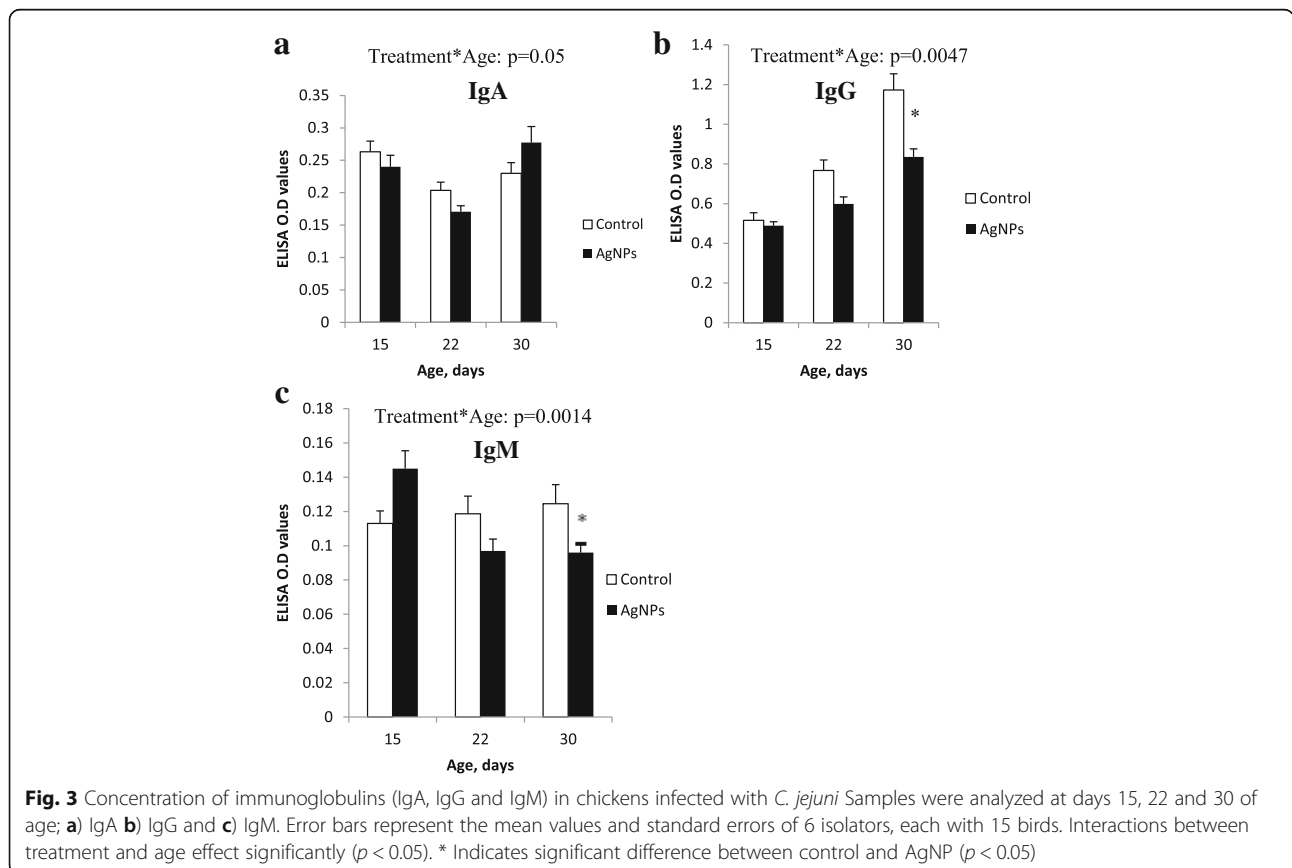 a
Treatment*Age: p=0.05
IgA
0.35
0.3
0.25
0.2
0.15
0.1
0.05
0
ELISA O.D values
15 22 30
Age, days
Control
AgNPs
b
Treatment*Age: p=0.0047
IgG
1.4
1.2
1
0.8
0.6
0.4
0.2
0
ELISA O.D values
*
15 22 30
Age, days
Control
AgNPs
c
Treatment*Age: p=0.0014
IgM
0.18
0.16
0.14
0.12
0.1
0.08
0.06
0.04
0.02
0
ELISA O.D values
*
15 22 30
Age, days
Control
AgNPs
Fig. 3 Concentration of immunoglobulins (IgA, IgG and IgM) in chickens infected with C. jejuni Samples were analyzed at days 15, 22 and 30 of
age; a) IgA b) IgG and c) IgM. Error bars represent the mean values and standard errors of 6 isolators, each with 15 birds. Interactions between
treatment and age effect significantly (p < 0.05). * Indicates significant difference between control and AgNP (p < 0.05)